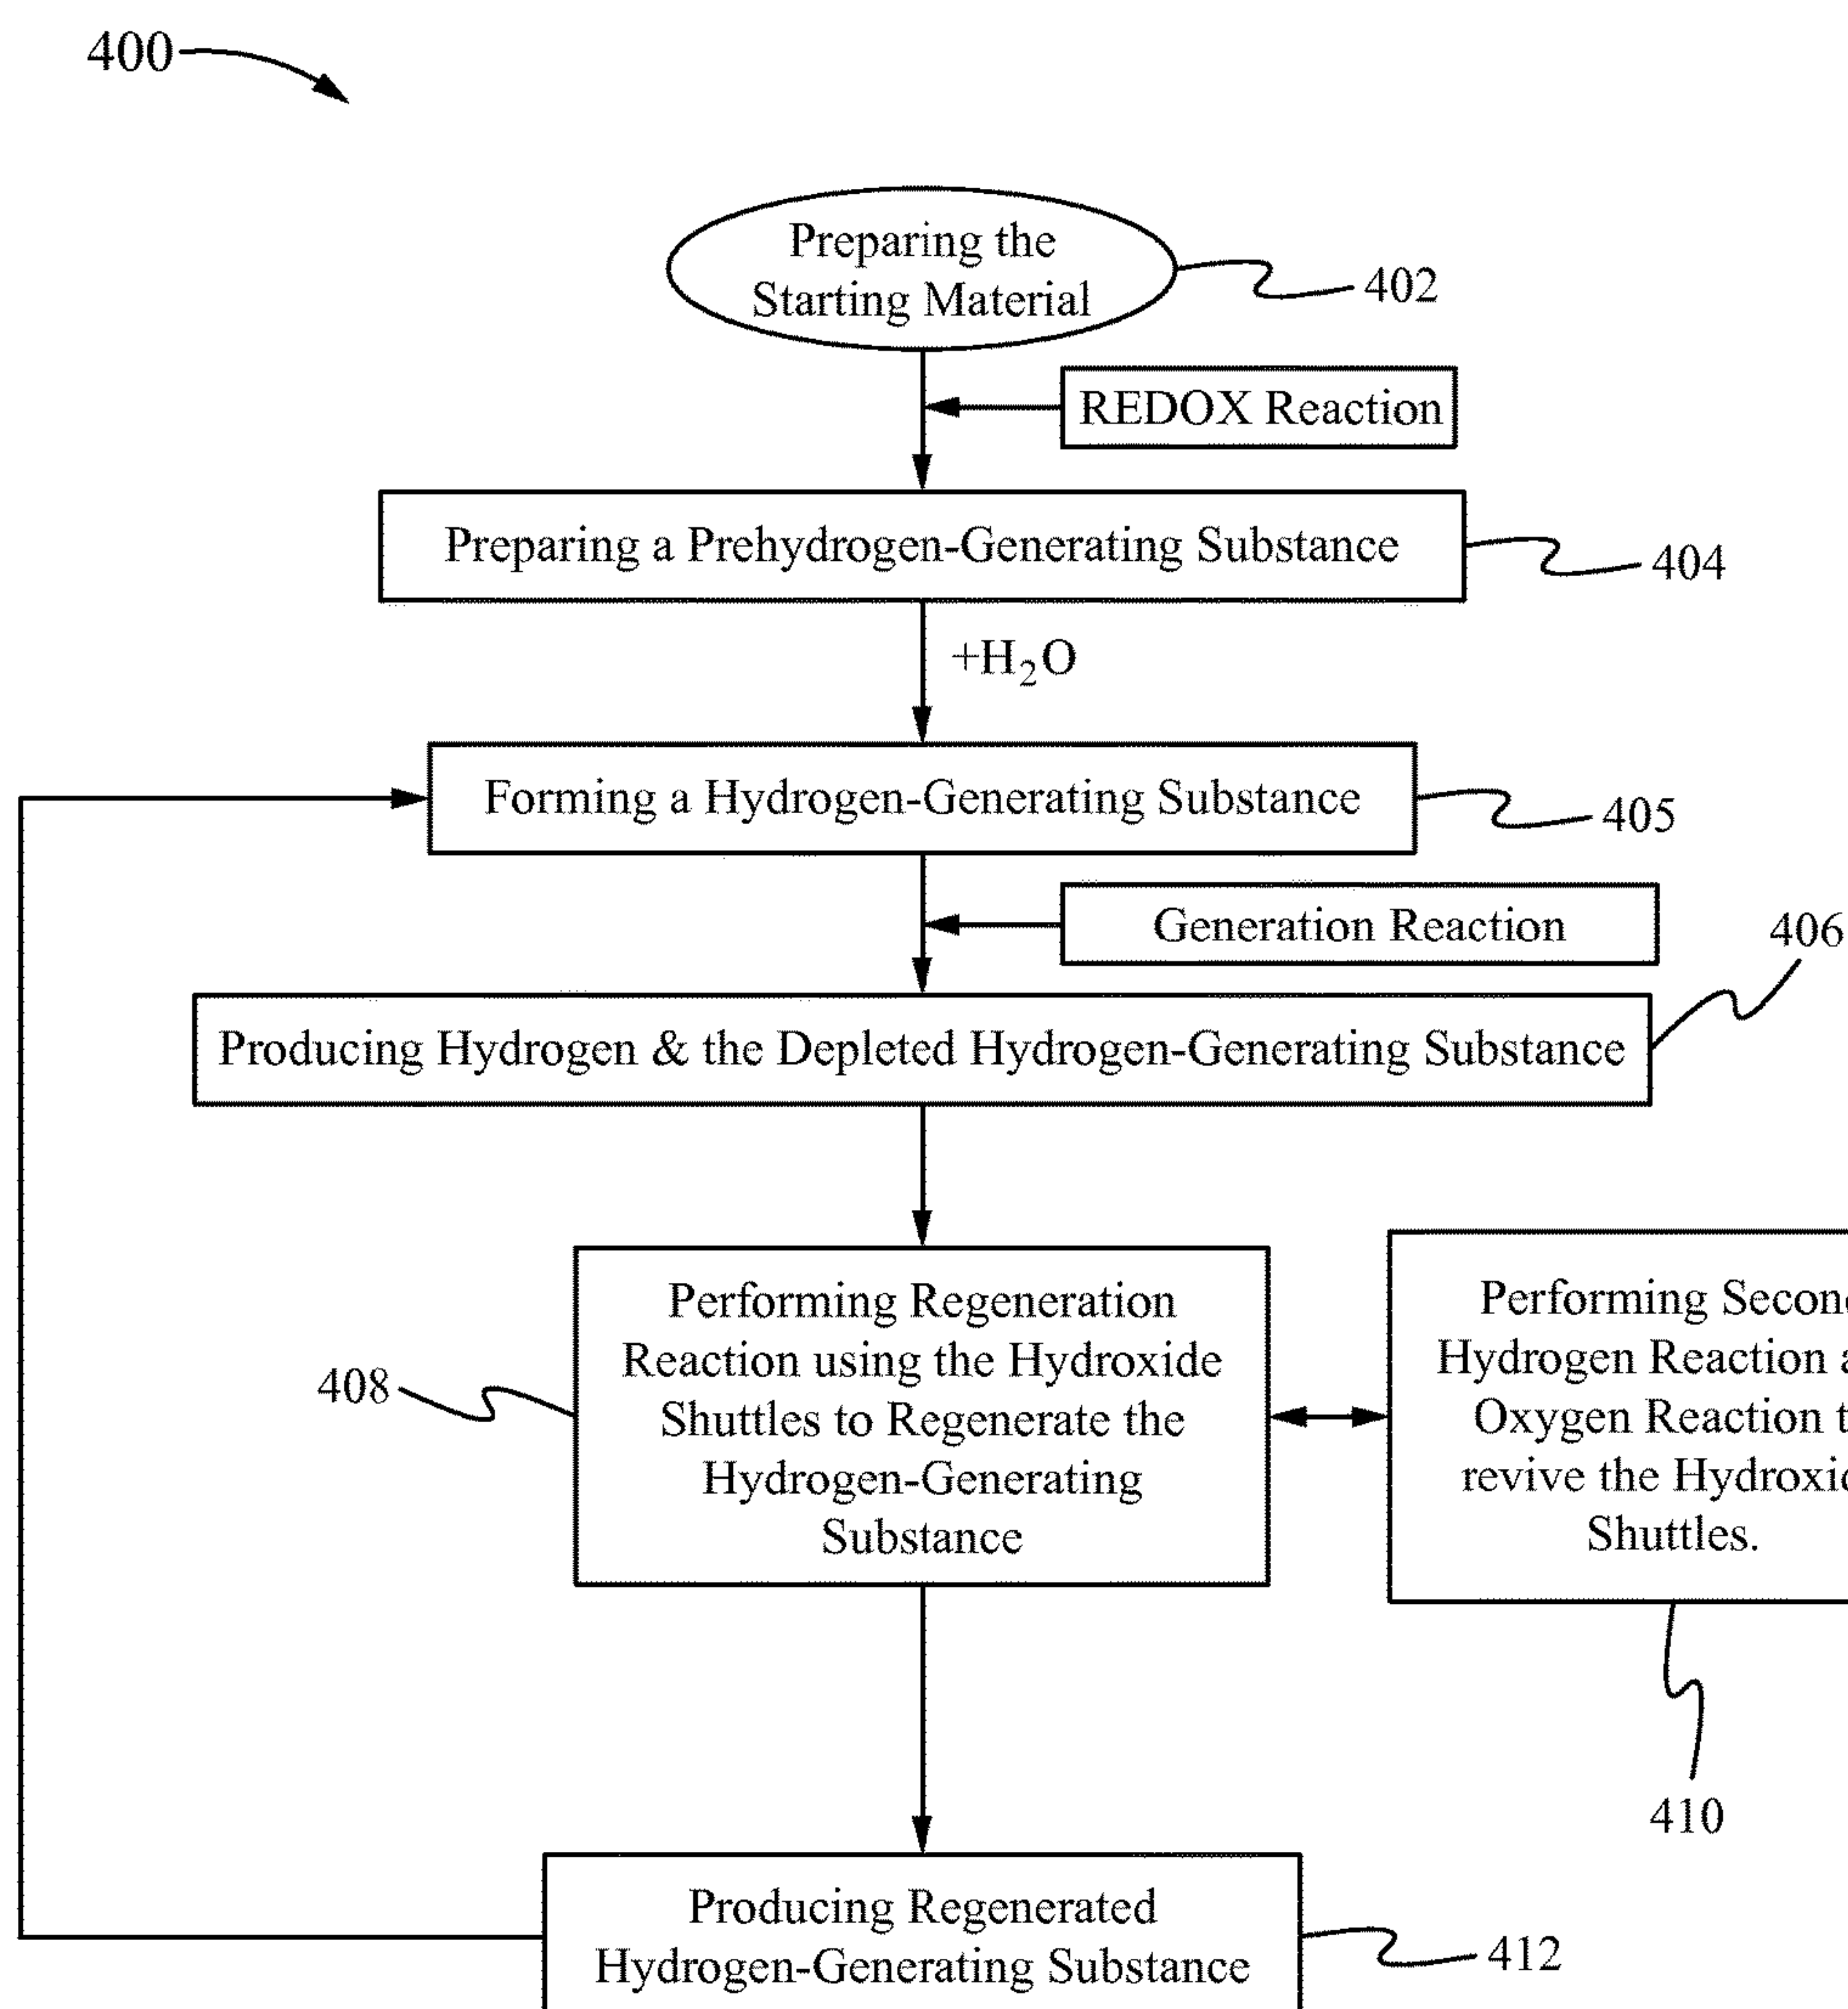 400
Preparing the
Starting Material
402
REDOX Reaction
Preparing a Prehydrogen-Generating Substance
404
+H₂O
Forming a Hydrogen-Generating Substance
405
Generation Reaction
406
Producing Hydrogen & the Depleted Hydrogen-Generating Substance
Performing Regeneration
Reaction using the Hydroxide
Shuttles to Regenerate the
Hydrogen-Generating
Substance
408
Performing
Hydrogen Reaction
Oxygen Reaction
revive the
Shuttles.
410
Producing Regenerated
Hydrogen-Generating Substance
412